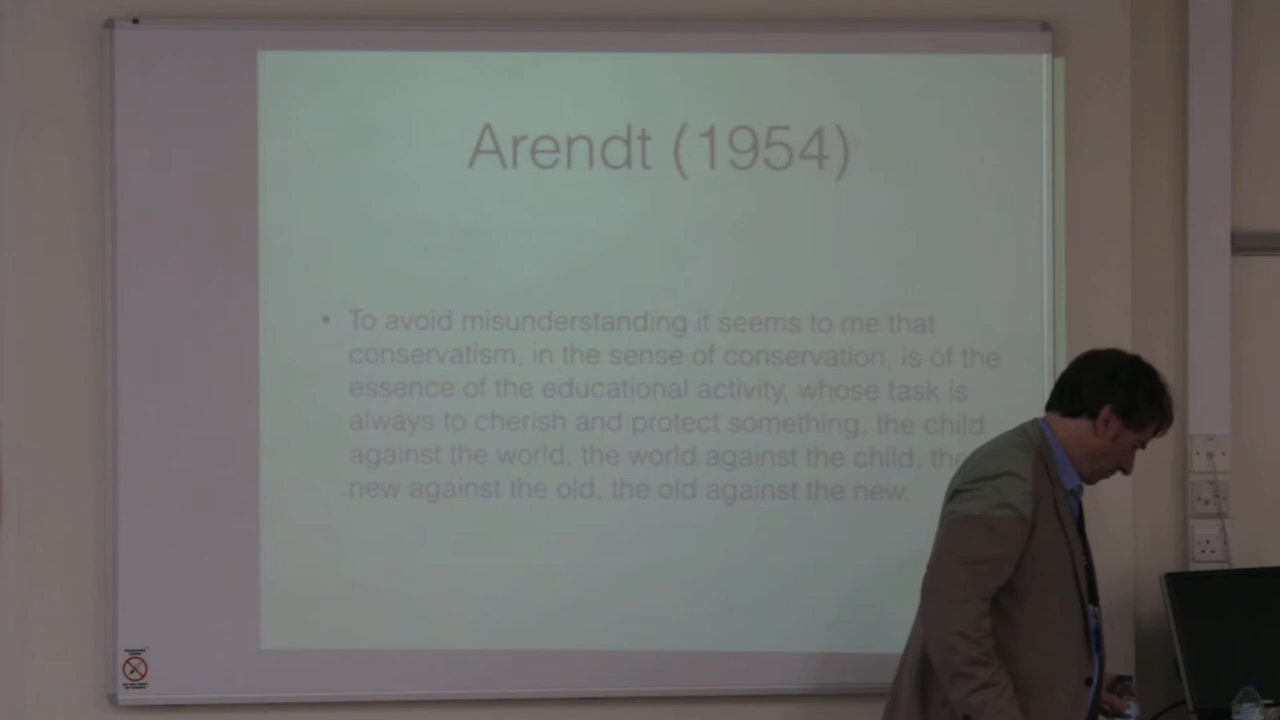 Arendt (1954)
• To avoid misunderstanding it seems to me that
conservatism, in the sense of conservation, is of the
essence of the educational activity, whose task is
always to cherish and protect something, the child
against the world, the world against the child, the
new against the old, the old against the new.